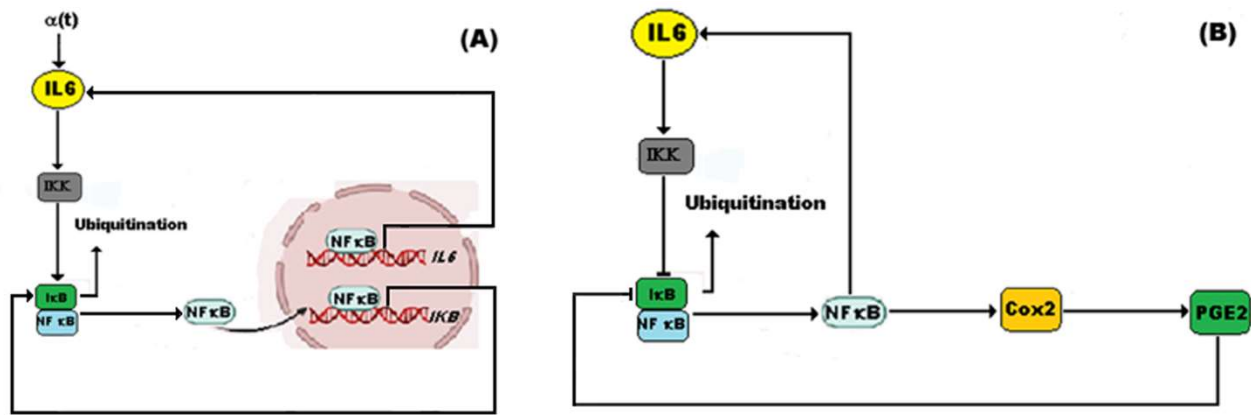 α(t)
(A)
IL6
IKK
Ubiquitination
NFκB
IL6
NFκB
IKB
IκB
NFκB
NFκB
(B)
IL6
IKK
Ubiquitination
IκB
NFκB
NFκB
Cox2
PGE2